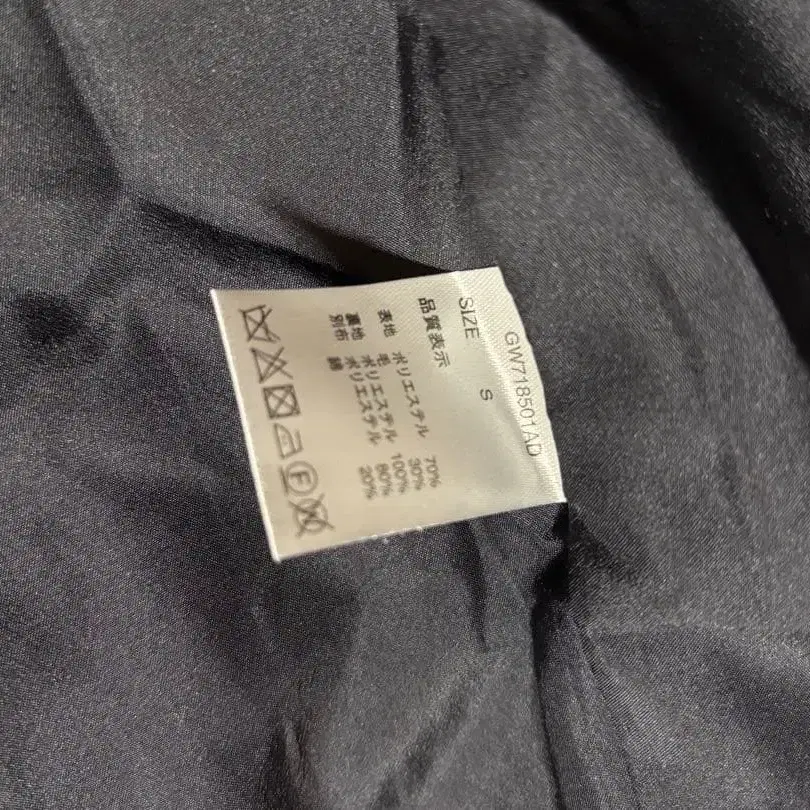 GW718501AD
SIZE S
品質表示
表地 ポリエステル 70%
毛 30%
裏地 ポリエステル 100%
別布 ポリエステル 80%
綿 20%
F
W